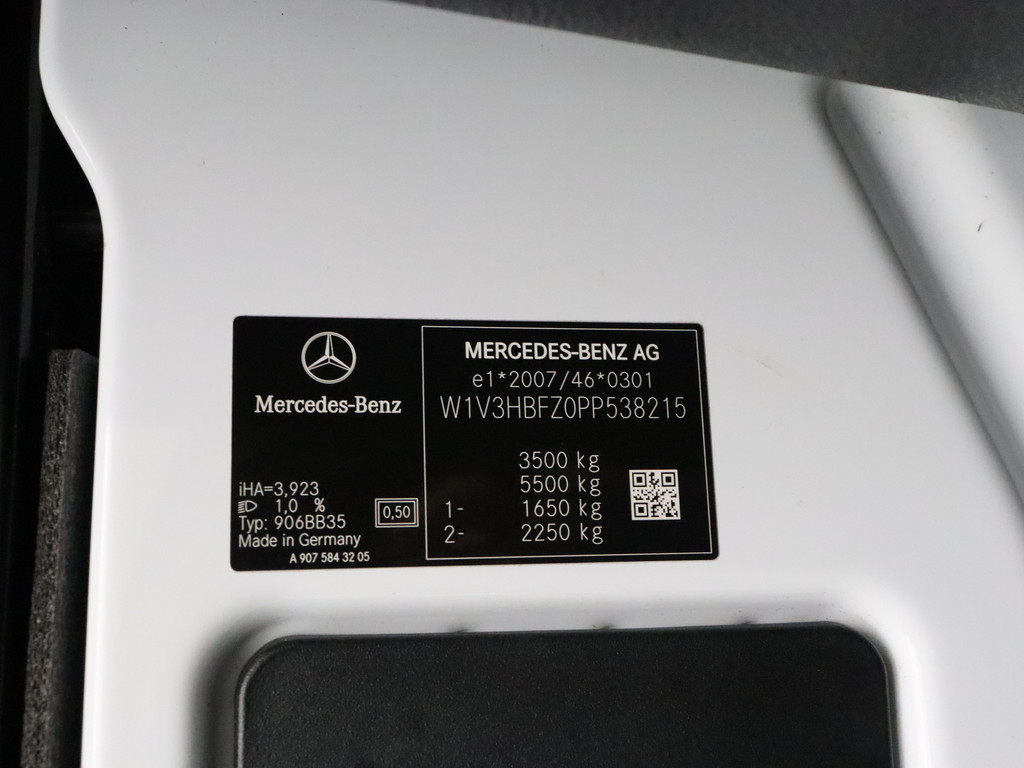 Mercedes-Benz
iHA=3,923
1,0 %
Typ: 906BB35
Made in Germany
A 907 584 32 05
0,50
MERCEDES-BENZ AG
e1*2007/46*0301
W1V3HBFZ0PP538215
3500 kg
5500 kg
1- 1650 kg
2- 2250 kg